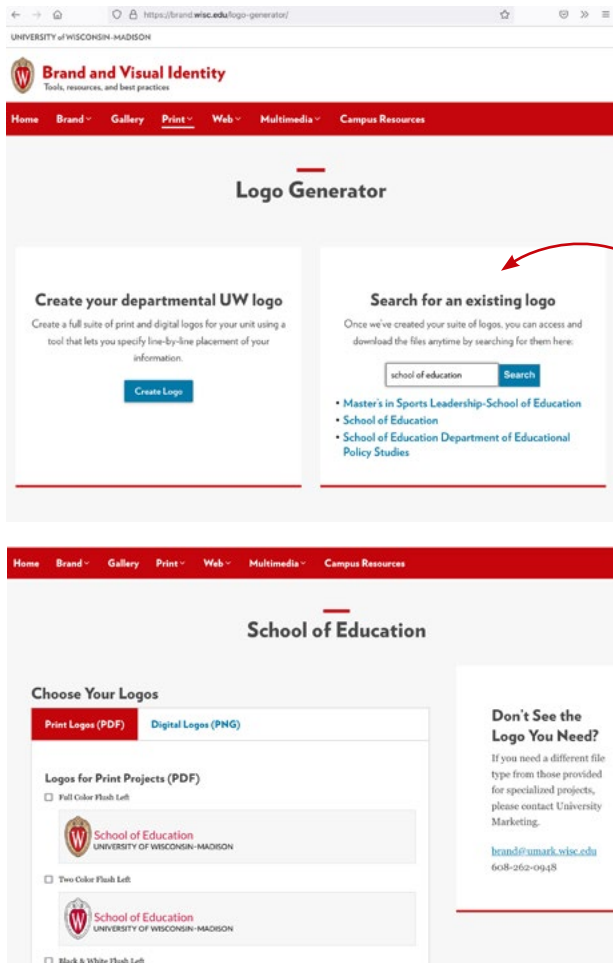 https://brand.wisc.edu/logo-generator/
UNIVERSITY of WISCONSIN-MADISON
Brand and Visual Identity
Tools, resources, and best practices
Home Brand Gallery Print Web Multimedia Campus Resources
Logo Generator
Create your departmental UW logo
Create a full suite of print and digital logos for your unit using a
tool that lets you specify line-by-line placement of your
information.
Create Logo
Search for an existing logo
Once we've created your suite of logos, you can access and
download the files anytime by searching for them here:
school of education Search
• Master's in Sports Leadership-School of Education
• School of Education
• School of Education Department of Educational
Policy Studies
Home Brand Gallery Print Web Multimedia Campus Resources
School of Education
Choose Your Logos
Print Logos (PDF) Digital Logos (PNG)
Logos for Print Projects (PDF)
Full Color Flush Left
W
School of Education
UNIVERSITY OF WISCONSIN-MADISON
Two Color Flush Left
W
School of Education
UNIVERSITY OF WISCONSIN-MADISON
Black & White Flush Left
Don't See the
Logo You Need?
If you need a different file
type from those provided
for specialized projects,
please contact University
Marketing.
brand@umark.wisc.edu
608-262-0948